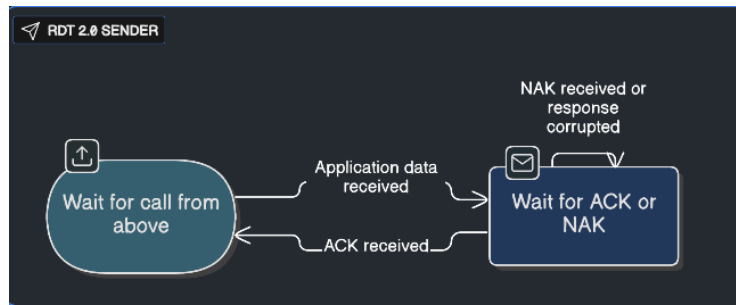 RDT 2.0 SENDER
NAK received or
response
corrupted
Application data
received
Wait for call from
above
Wait for ACK or
NAK
ACK received